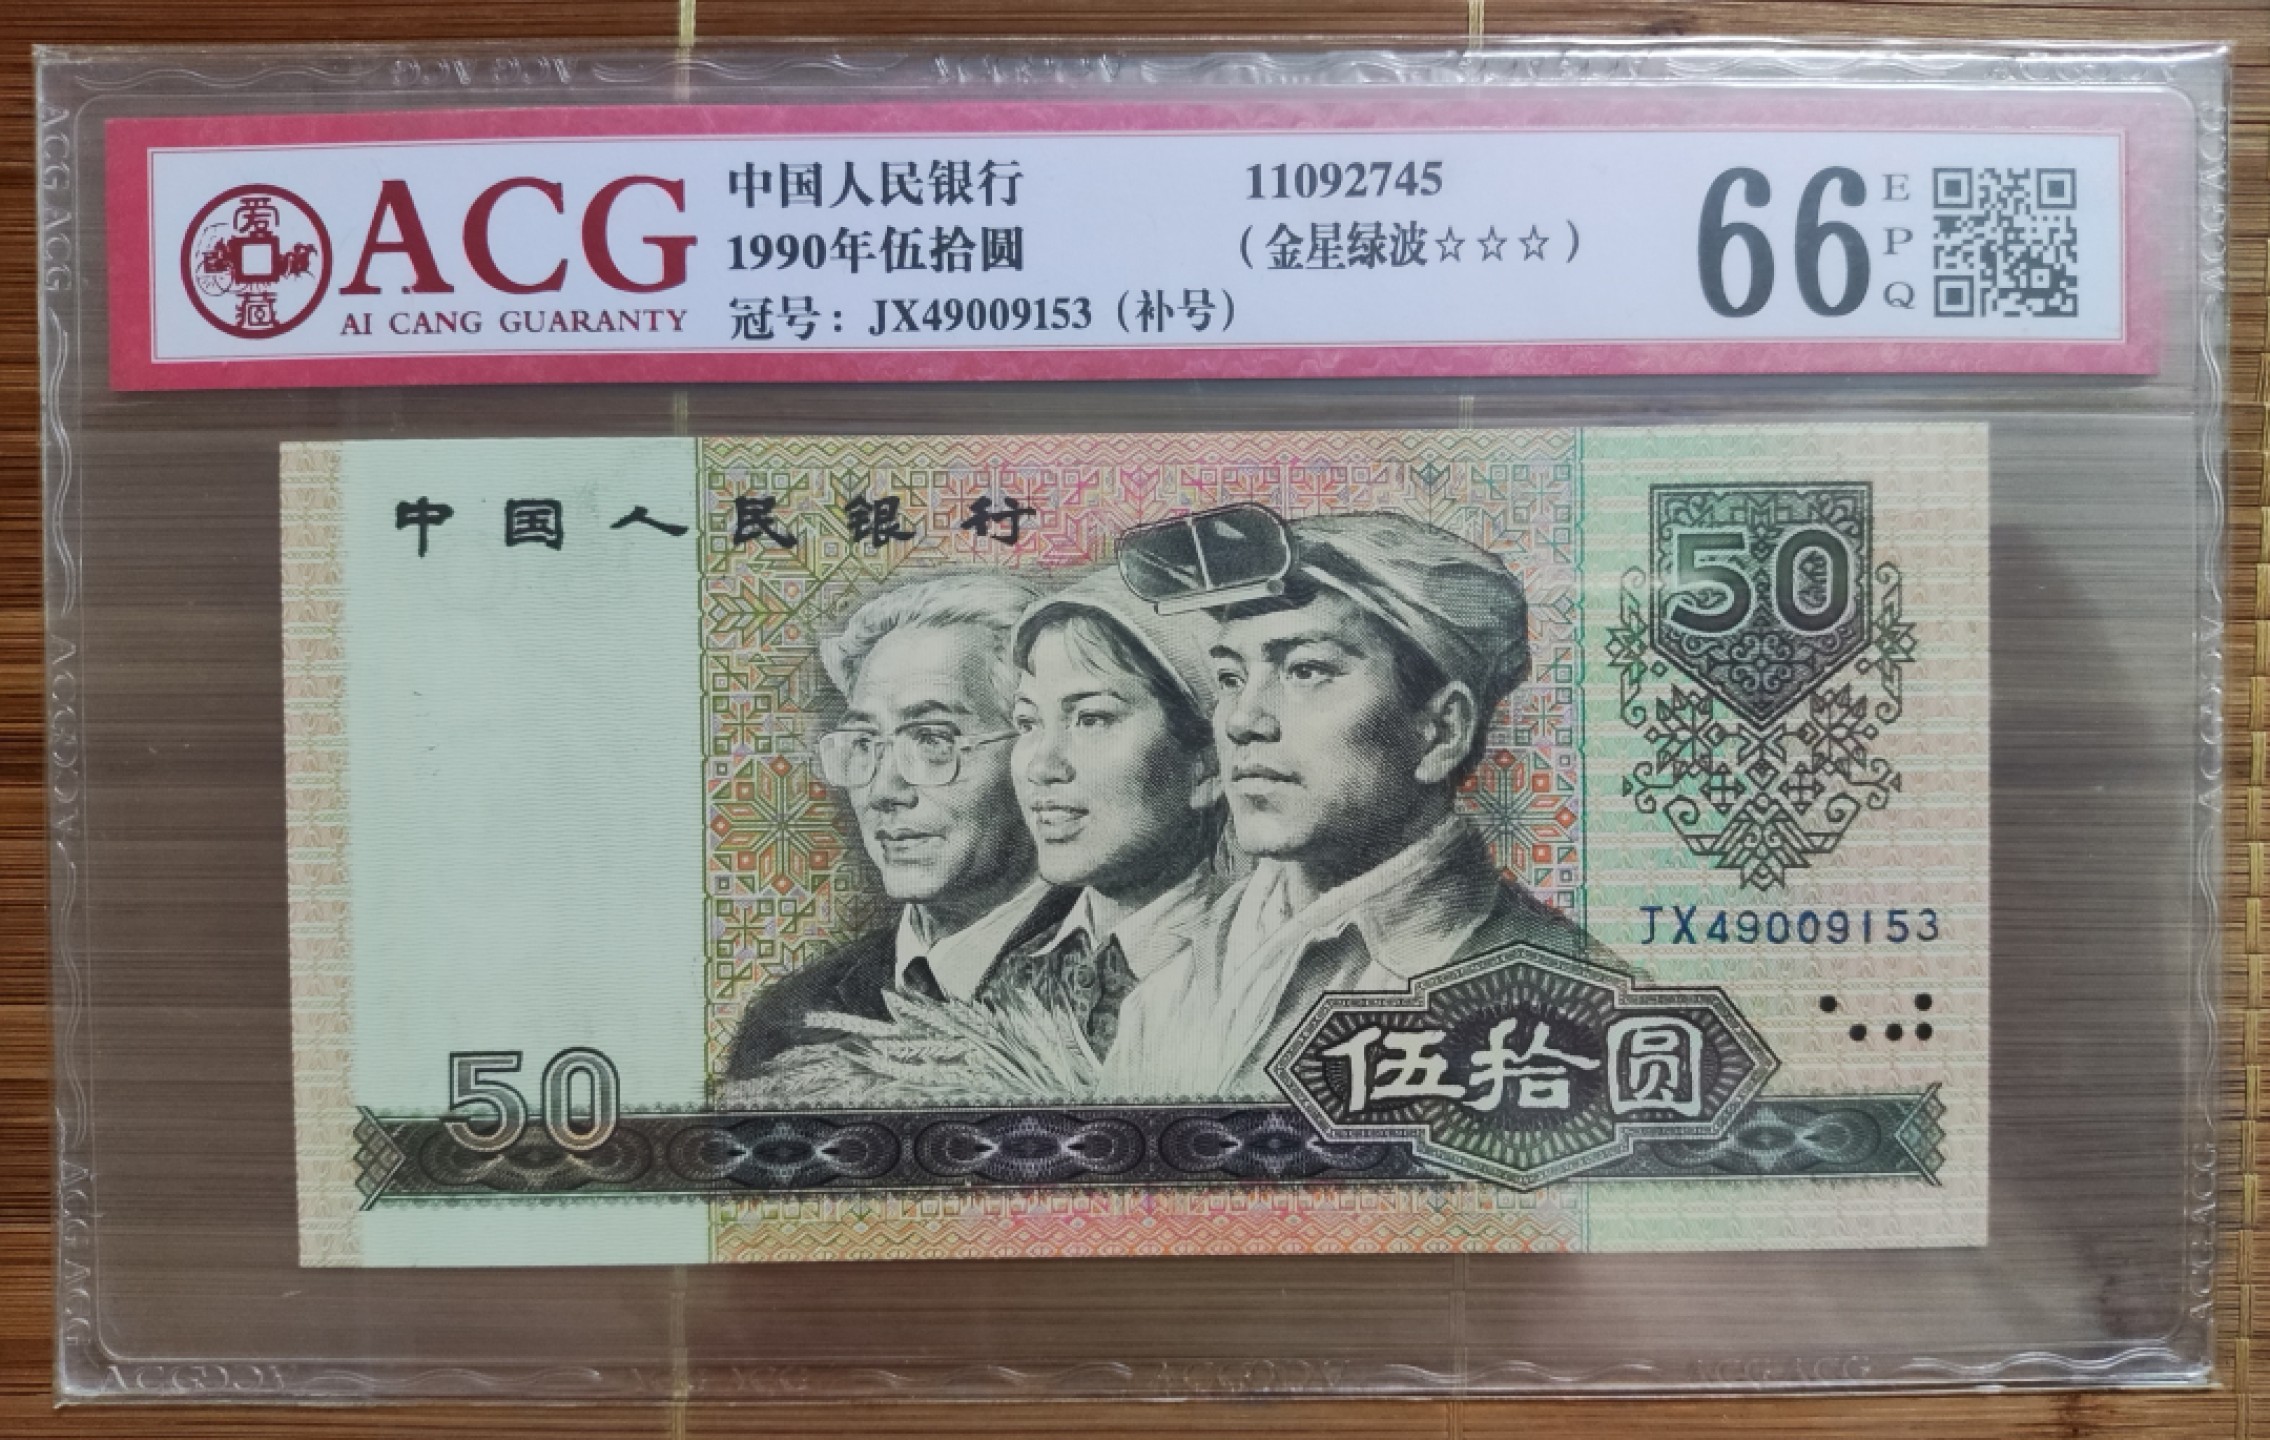 爱藏
ACG
AI CANG GUARANTY
中国人民银行
1990年伍拾圆
冠号：JX49009153（补号）
11092745
（金星绿波☆☆☆）
66
EPQ
中国人民银行
50
JX49009153
伍拾圆
50